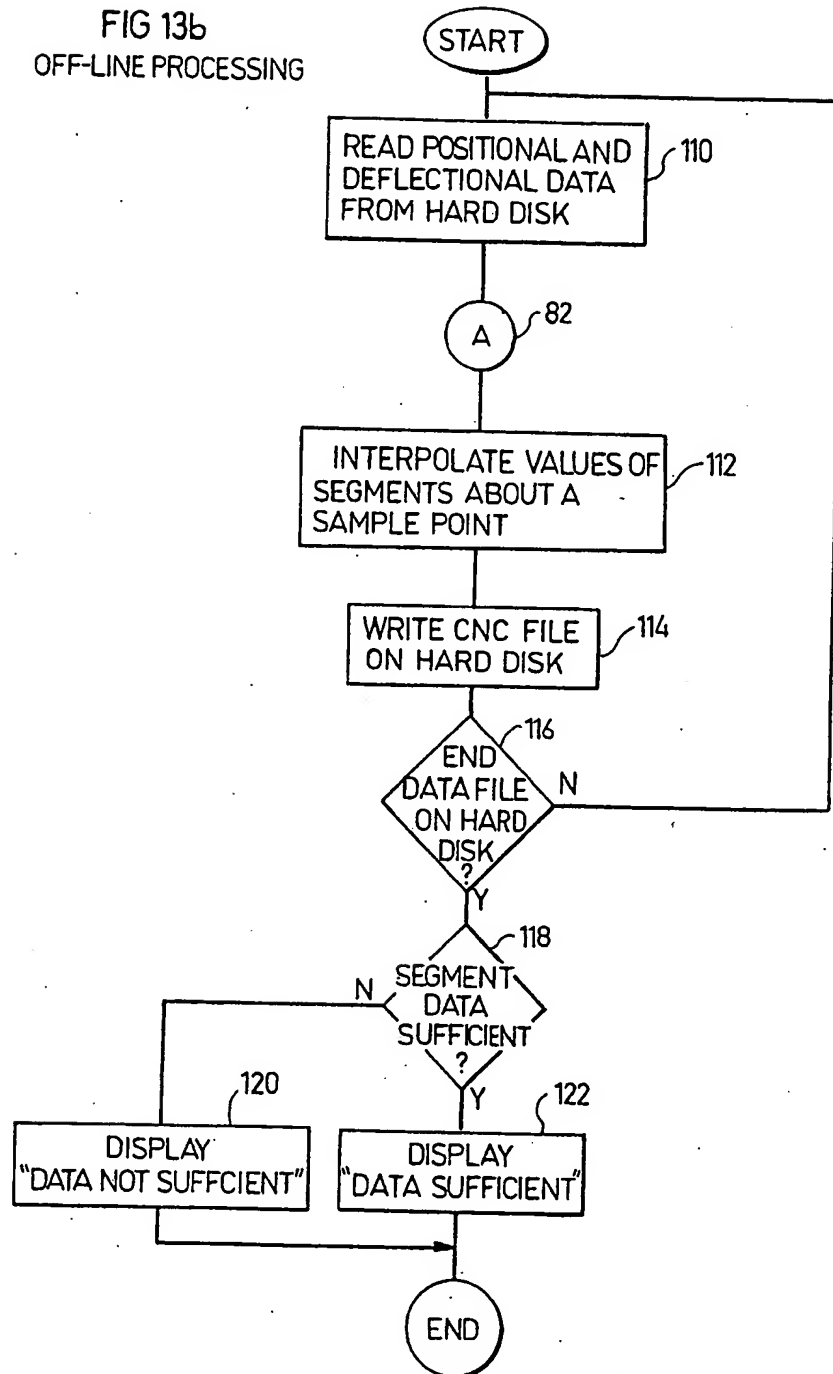 FIG 13b
OFF-LINE PROCESSING
START
READ POSITIONAL AND
DEFLECTIONAL DATA
FROM HARD DISK
110
A
82
INTERPOLATE VALUES OF
SEGMENTS ABOUT A
SAMPLE POINT
112
WRITE CNC FILE
ON HARD DISK
114
116
END
DATA FILE
ON HARD
DISK
?
N
Y
118
SEGMENT
DATA
SUFFICIENT
?
N
Y
120
DISPLAY
"DATA NOT SUFFCIENT"
122
DISPLAY
"DATA SUFFICIENT"
END